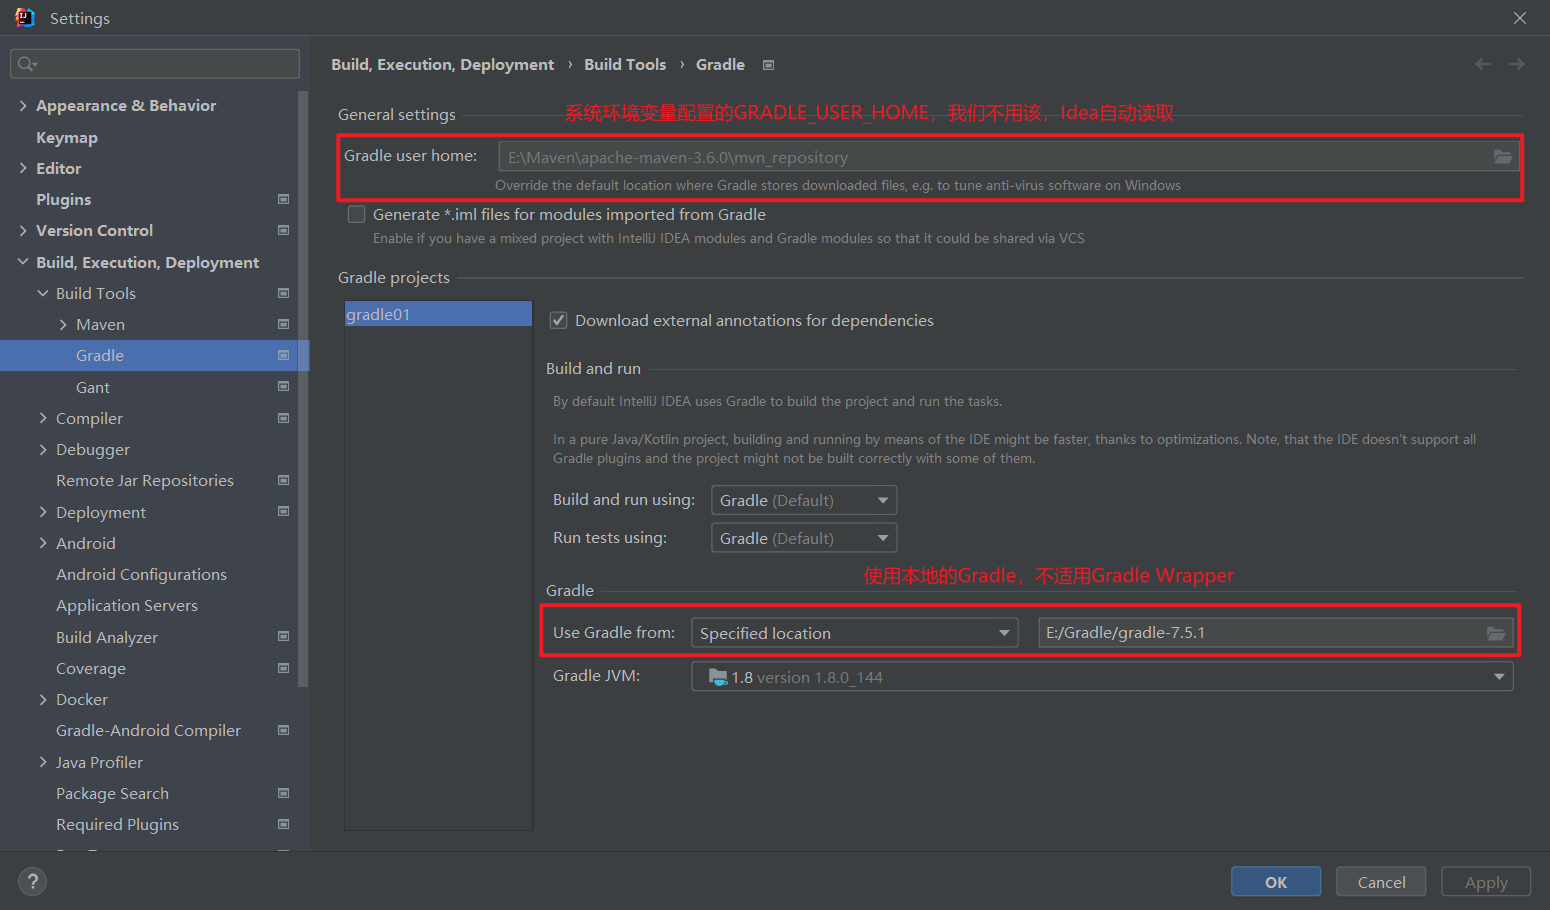 Settings
Appearance & Behavior
Keymap
Editor
Plugins
Version Control
Build, Execution, Deployment
Build Tools
Maven
Gradle
Gant
Compiler
Debugger
Remote Jar Repositories
Deployment
Android
Android Configurations
Application Servers
Build Analyzer
Coverage
Docker
Gradle-Android Compiler
Java Profiler
Package Search
Required Plugins
Build, Execution, Deployment › Build Tools › Gradle
General settings
系统环境变量配置的GRADLE_USER_HOME，我们不用该，Idea自动读取
Gradle user home: E:\Maven\apache-maven-3.6.0\mvn_repository
Override the default location where Gradle stores downloaded files, e.g. to tune anti-virus software on Windows
Generate *.iml files for modules imported from Gradle
Enable if you have a mixed project with IntelliJ IDEA modules and Gradle modules so that it could be shared via VCS
Gradle projects
gradle01
Download external annotations for dependencies
Build and run
By default IntelliJ IDEA uses Gradle to build the project and run the tasks.
In a pure Java/Kotlin project, building and running by means of the IDE might be faster, thanks to optimizations. Note, that the IDE doesn't support all
Gradle plugins and the project might not be built correctly with some of them.
Build and run using: Gradle (Default)
Run tests using: Gradle (Default)
使用本地的Gradle，不适用Gradle Wrapper
Gradle
Use Gradle from: Specified location E:/Gradle/gradle-7.5.1
Gradle JVM: 1.8 version 1.8.0_144
?
OK
Cancel
Apply